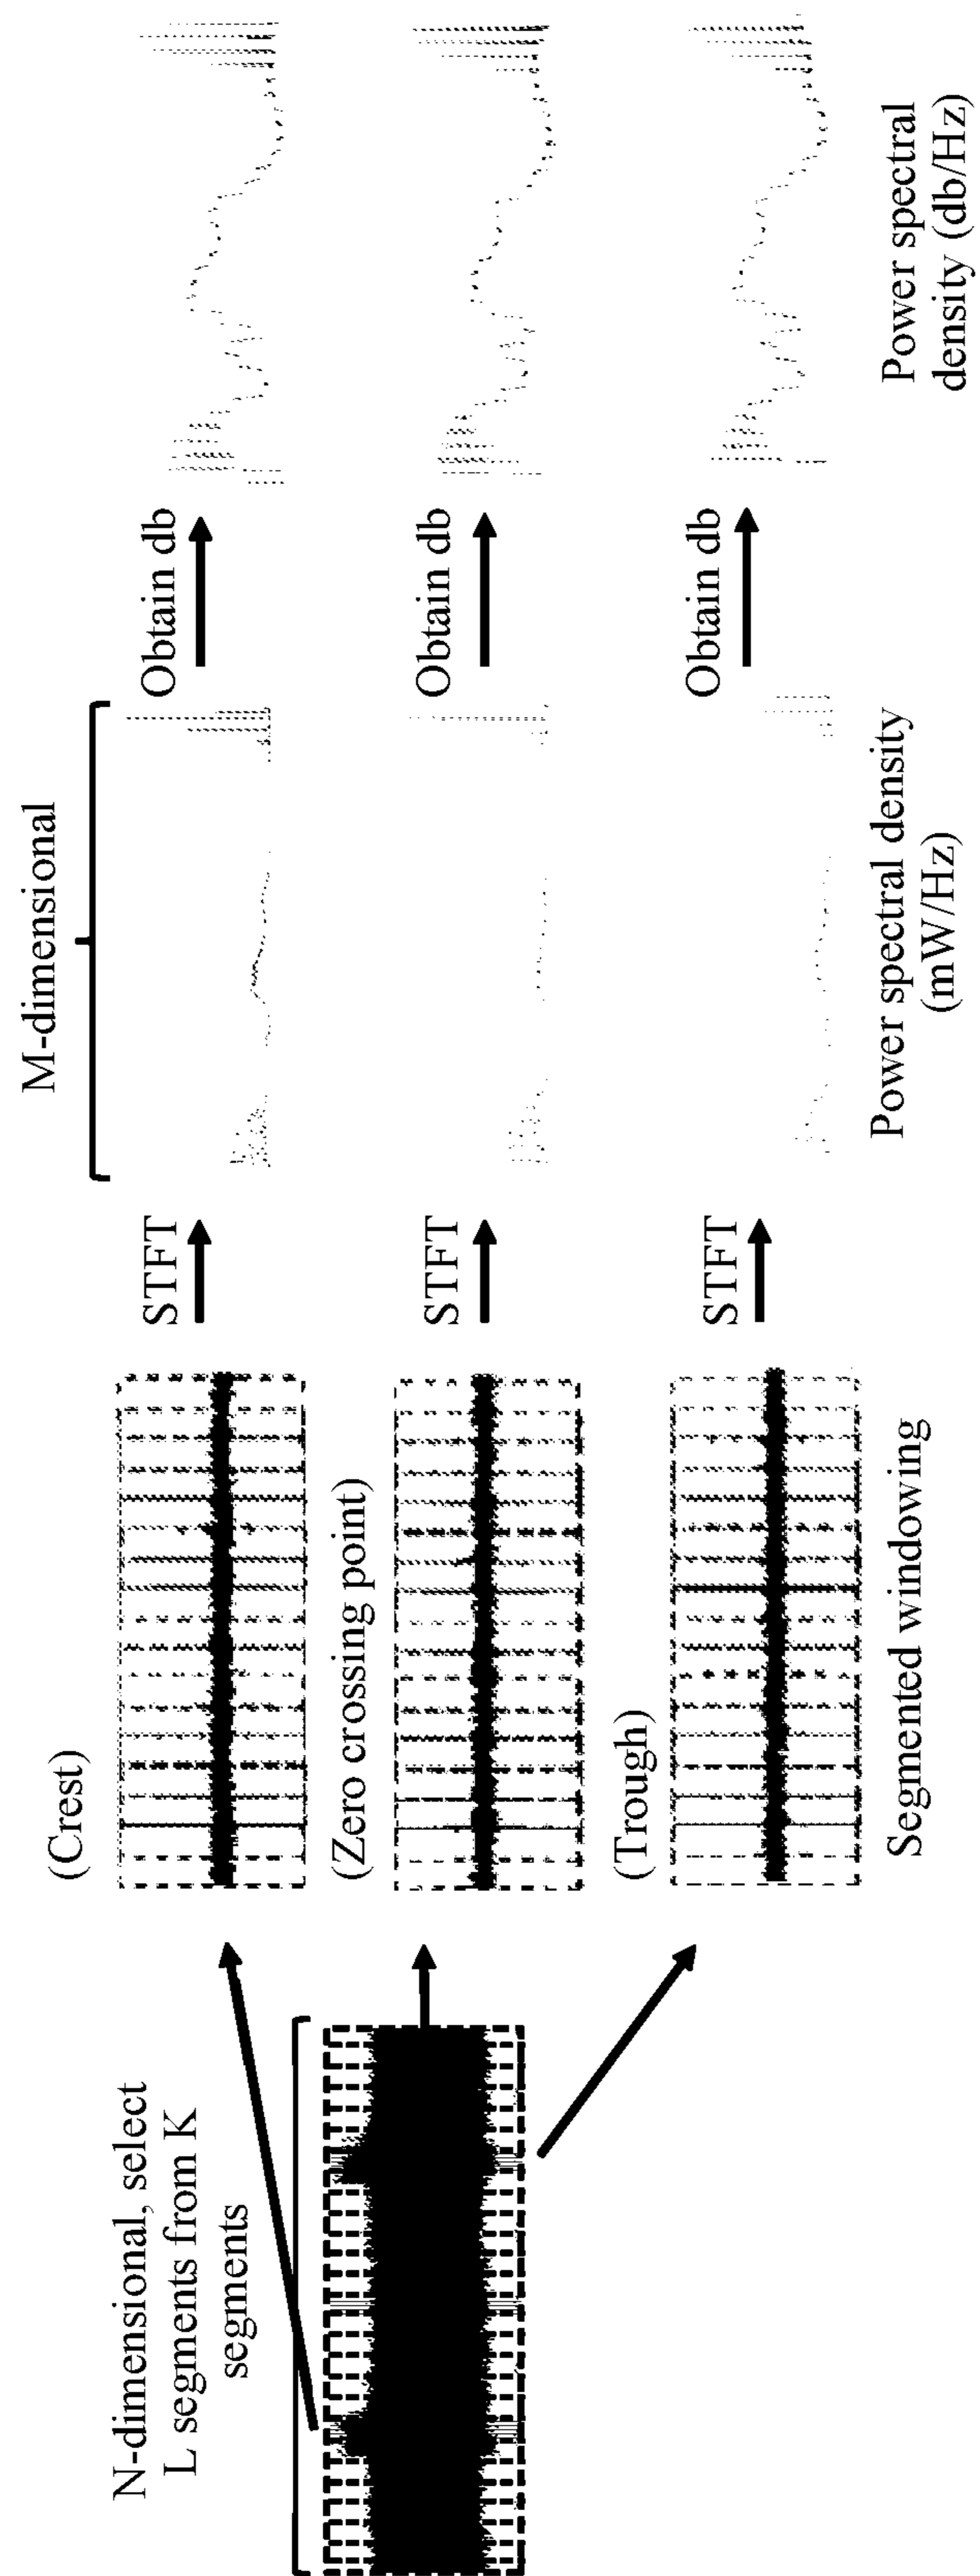 N-dimensional, select
L segments from K
segments
(Crest)
STFT
M-dimensional
Obtain db
(Zero crossing point)
STFT
Obtain db
(Trough)
STFT
Obtain db
Segmented windowing
Power spectral density
(mW/Hz)
Power spectral
density (db/Hz)